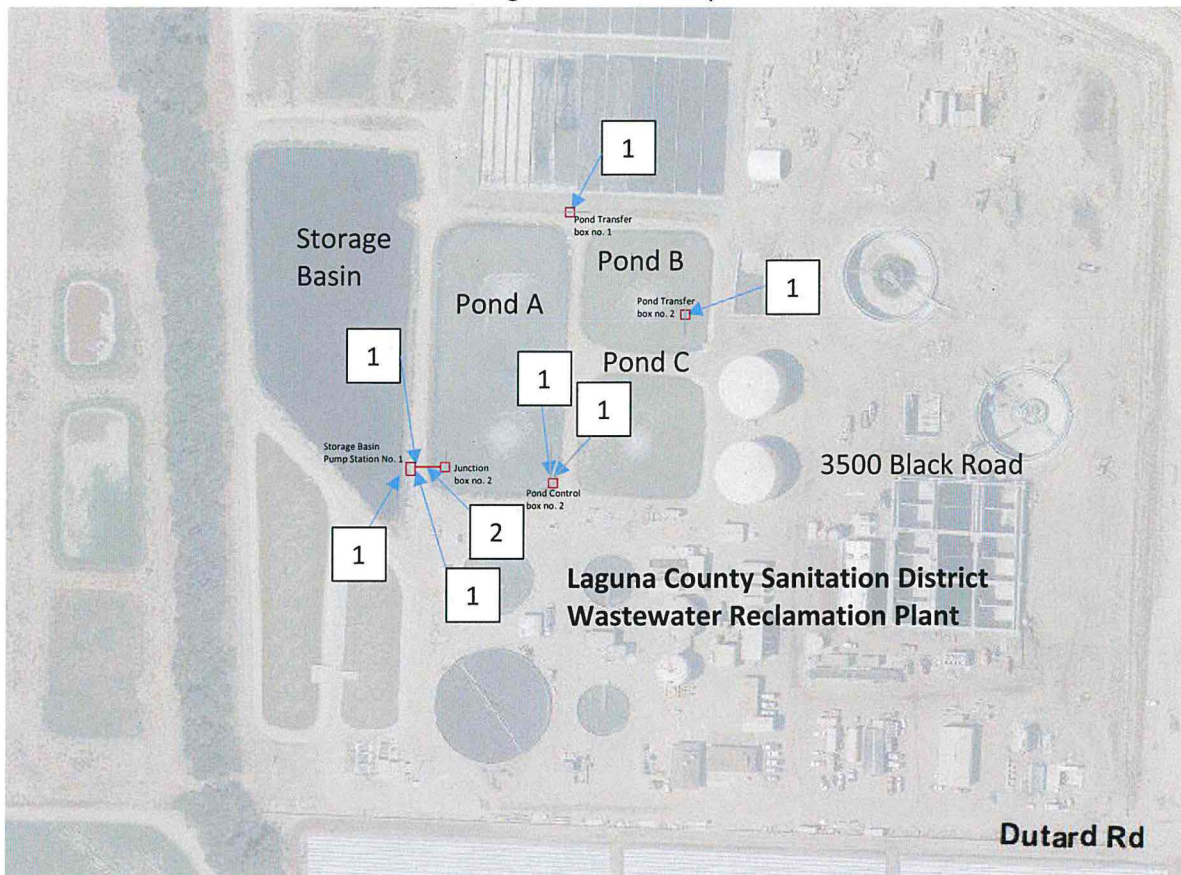 1
Pond Transfer
box no. 1
Storage
Basin
Pond B
1
Pond A
Pond Transfer
box no. 2
1
Pond C
1
1
Storage Basin
Pump Station No. 1
Junction
box no. 2
3500 Black Road
Pond Control
box no. 2
1
2
1
Laguna County Sanitation District
Wastewater Reclamation Plant
Dutard Rd